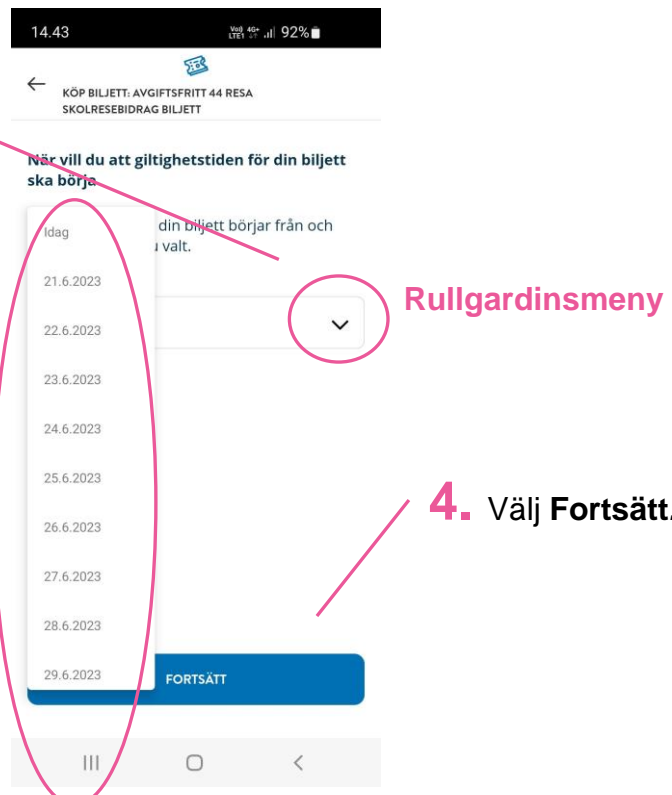 14.43 Vo)) LTE1 4G+ 92%
KÖP BILJETT: AVGIFTSFRITT 44 RESA
SKOLRESEBIDRAG BILJETT
När vill du att giltighetstiden för din biljett
ska börja
din biljett börjar från och
valt.
Idag
21.6.2023
22.6.2023
23.6.2023
24.6.2023
25.6.2023
26.6.2023
27.6.2023
28.6.2023
29.6.2023
FORTSÄTT
Rullgardinsmeny
4. Välj Fortsätt.